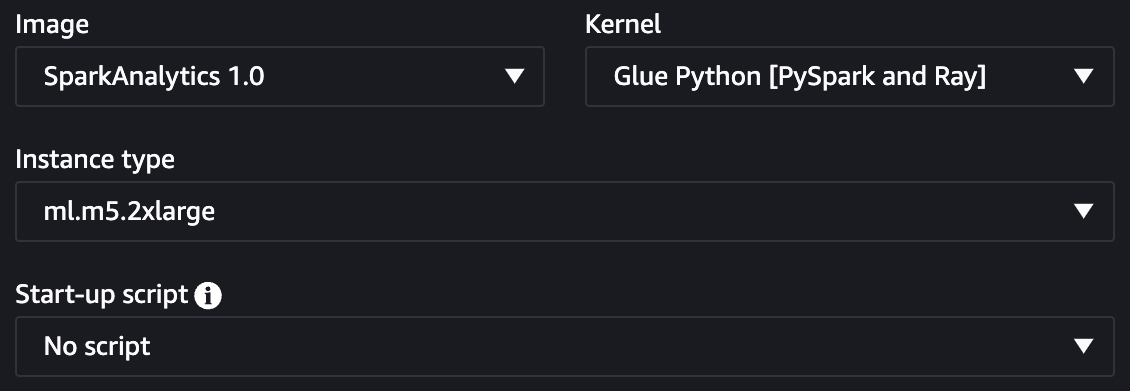 Image
Kernel
SparkAnalytics 1.0
Glue Python [PySpark and Ray]
Instance type
ml.m5.2xlarge
Start-up script
No script